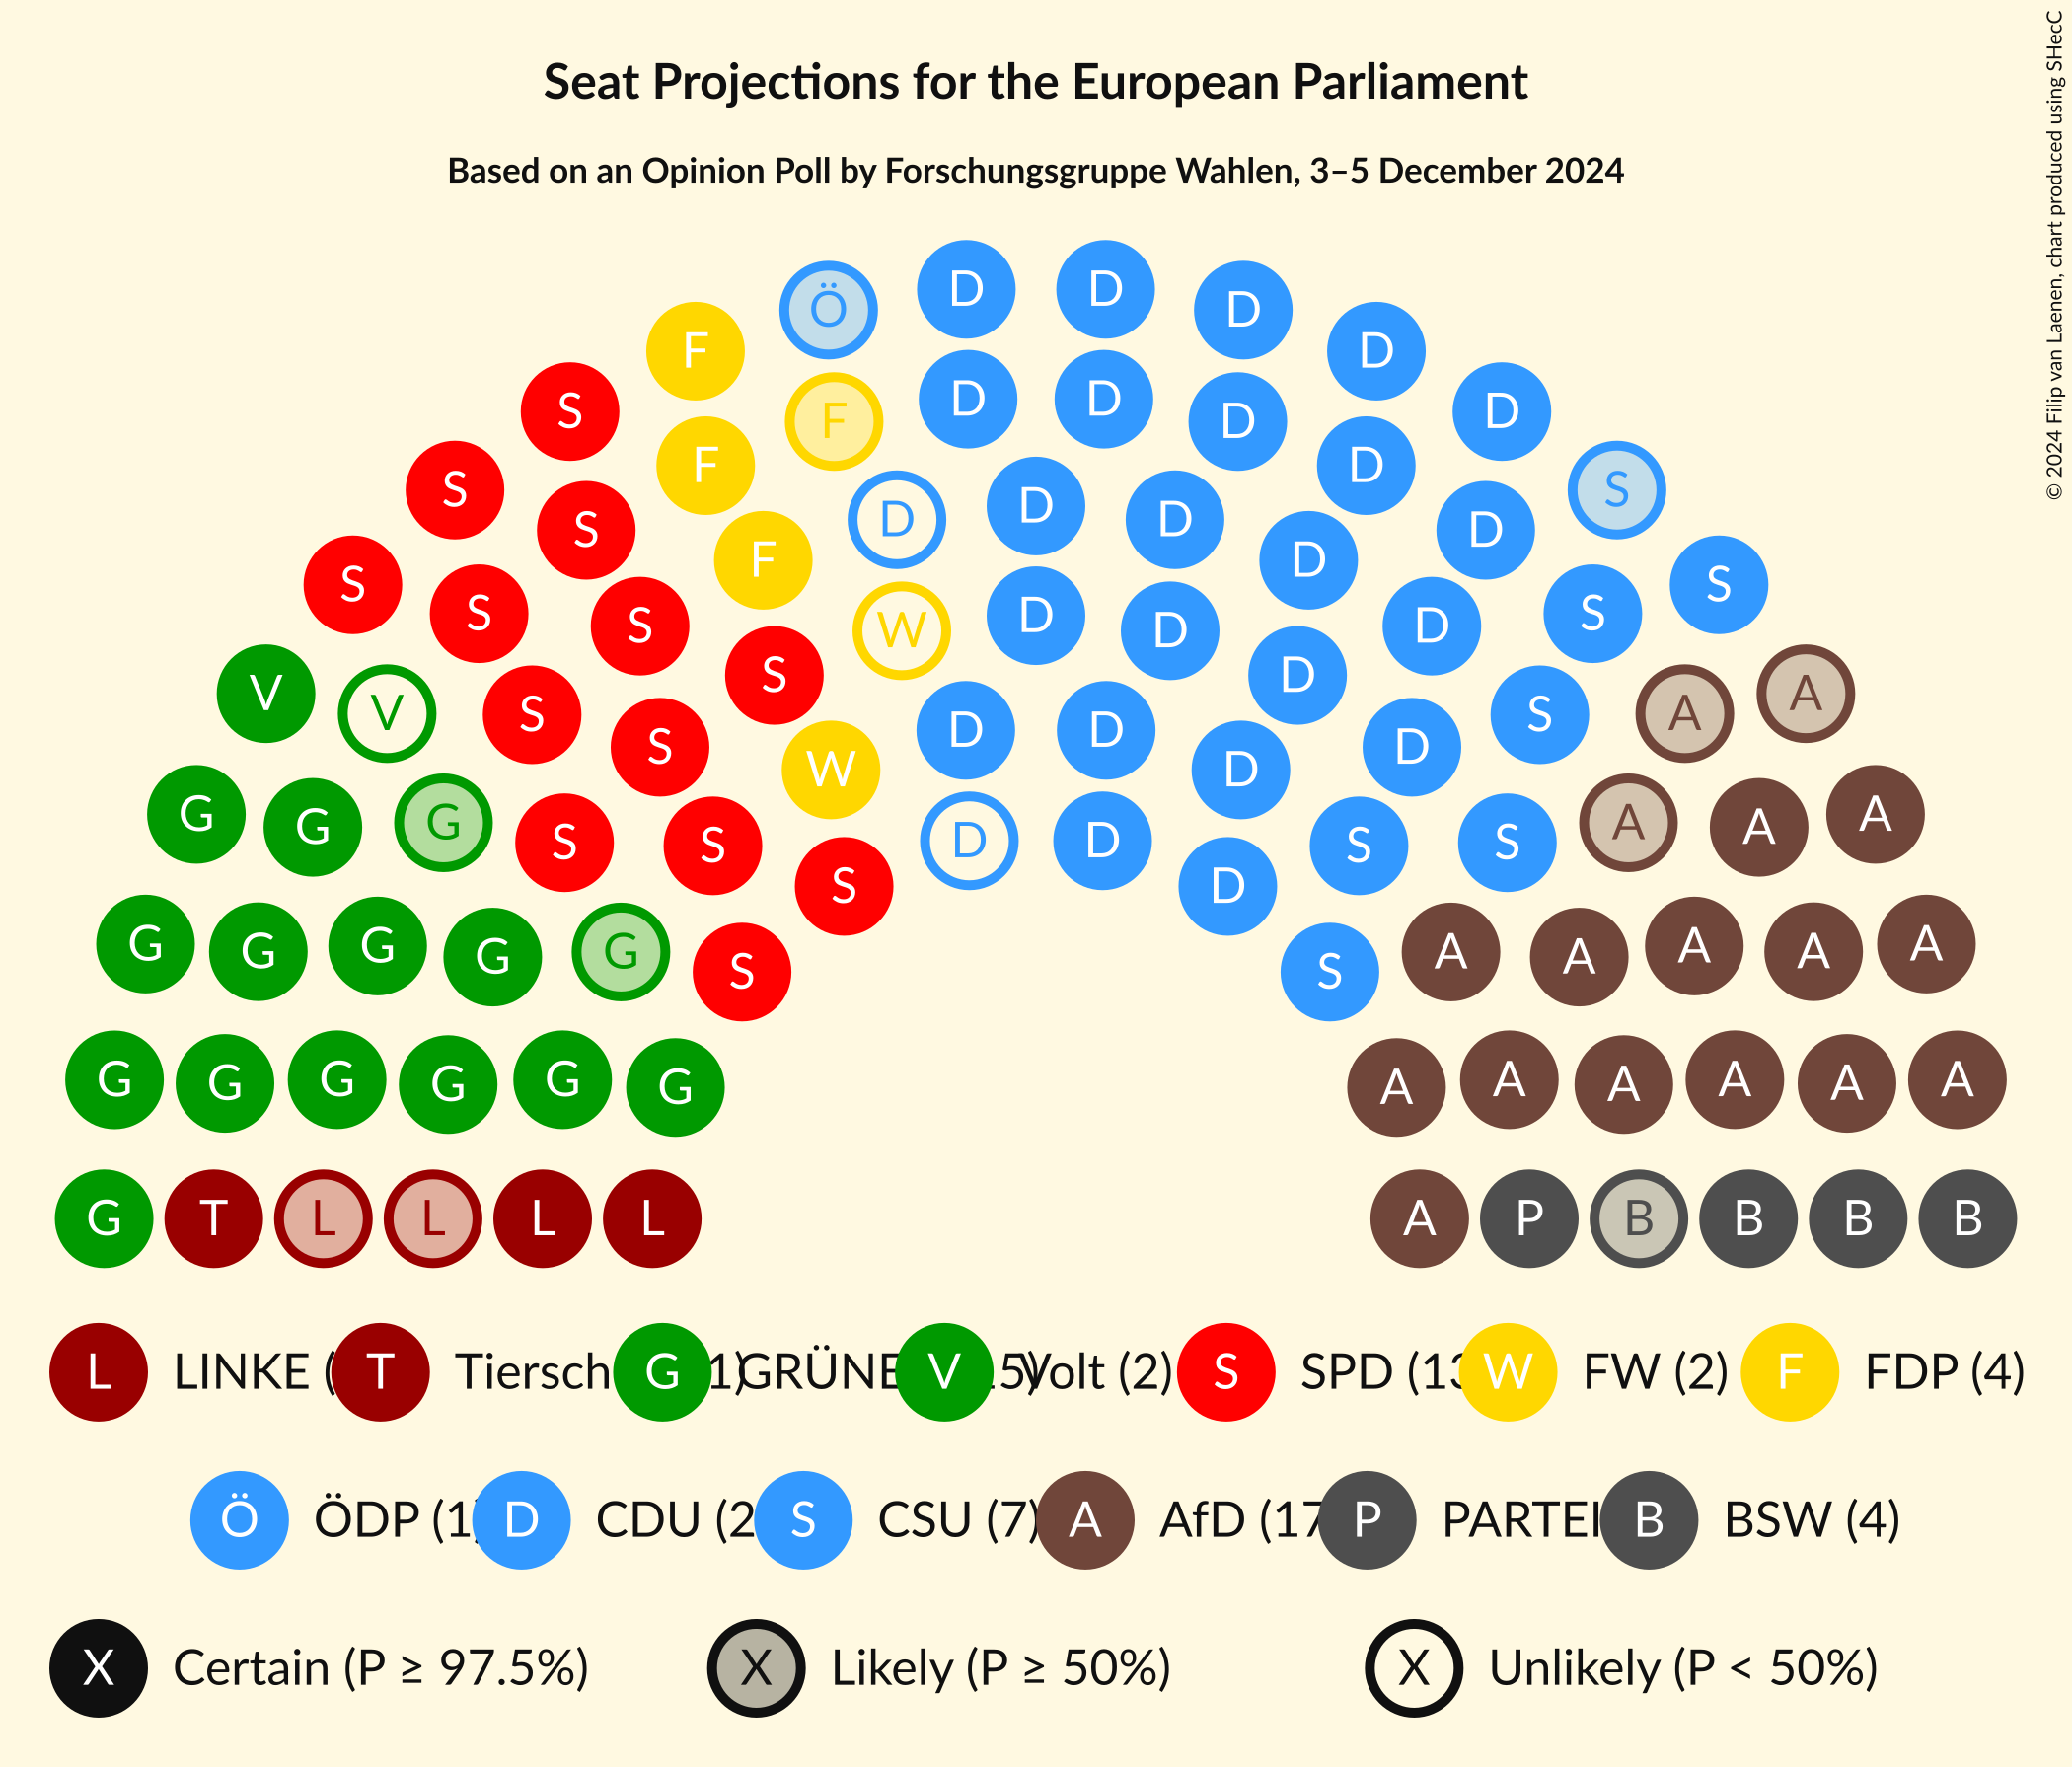 Seat Projections for the European Parliament
Based on an Opinion Poll by Forschungsgruppe Wahlen, 3–5 December 2024
© 2024 Filip van Laenen, chart produced using SHecC
D D
Ö D
F D
D D
S F D D
S D S
F D D
S S D D
D D
S W D S S
S S D D
V A A
V S S D S
S W D D
G G G S S D D D S S A A A
S D
G G G G G S S A A A A A
G G G G G G A A A A A A
G T L L L L A P B B B B
L LINKE ( T Tiersch G 1) GRÜNE V 5) Volt (2) S SPD (13 W FW (2) F FDP (4)
Ö ÖDP (1 D CDU (2 S CSU (7) A AfD (17 P PARTEI B BSW (4)
X Certain (P ≥ 97.5%) X Likely (P ≥ 50%) X Unlikely (P < 50%)